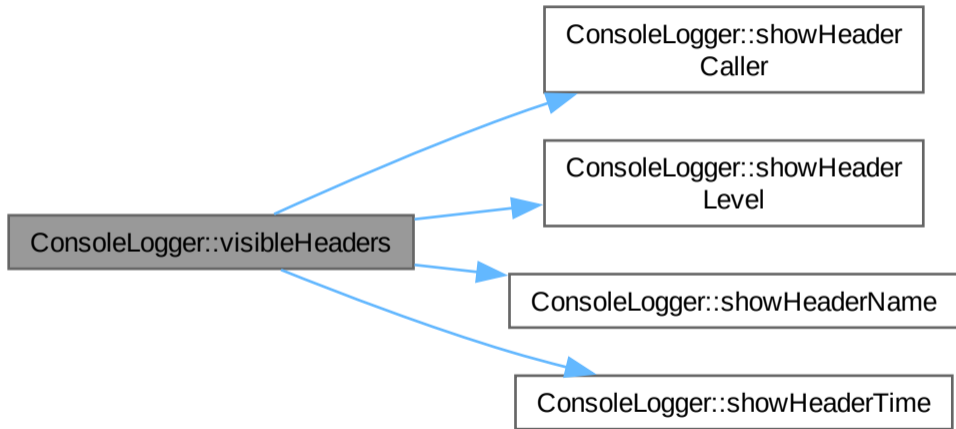 ConsoleLogger::showHeader
Caller
ConsoleLogger::showHeader
Level
ConsoleLogger::visibleHeaders
ConsoleLogger::showHeaderName
ConsoleLogger::showHeaderTime